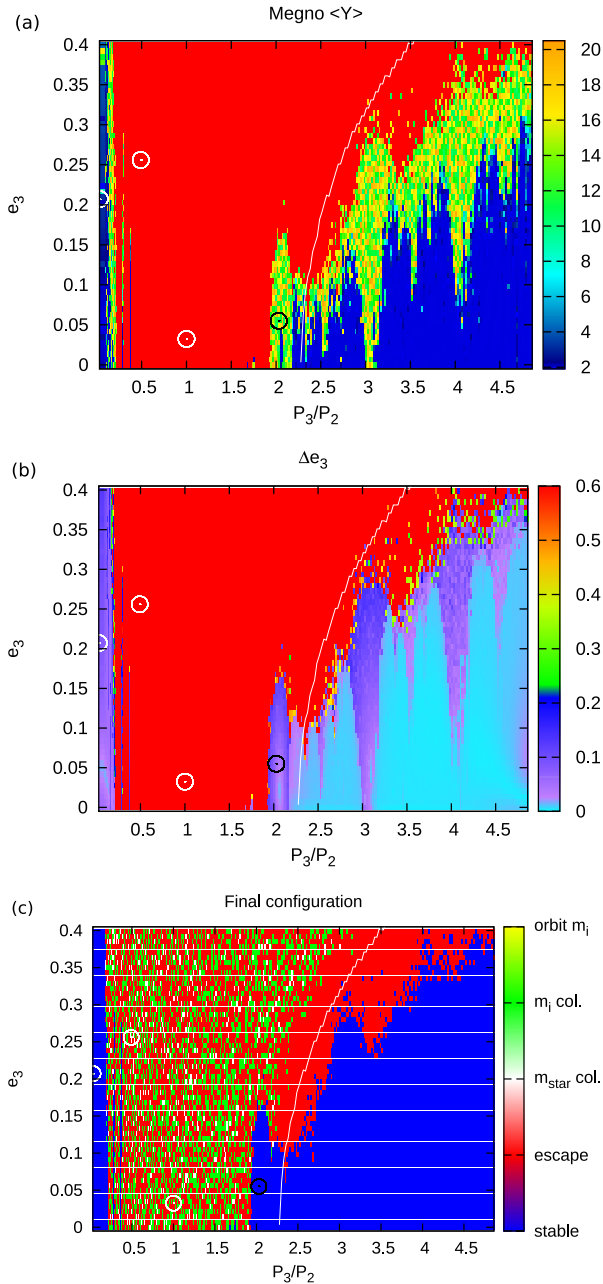 (a)
Megno <Y>
e3
0.4
0.35
0.3
0.25
0.2
0.15
0.1
0.05
0
0.5 1 1.5 2 2.5 3 3.5 4 4.5
P3/P2
20
18
16
14
12
10
8
6
4
2
(b)
Δe3
e3
0.4
0.35
0.3
0.25
0.2
0.15
0.1
0.05
0
0.5 1 1.5 2 2.5 3 3.5 4 4.5
P3/P2
0.6
0.5
0.4
0.3
0.2
0.1
0
(c)
Final configuration
e3
0.4
0.35
0.3
0.25
0.2
0.15
0.1
0.05
0
0.5 1 1.5 2 2.5 3 3.5 4 4.5
P3/P2
orbit mi
mi col.
mstar col.
escape
stable